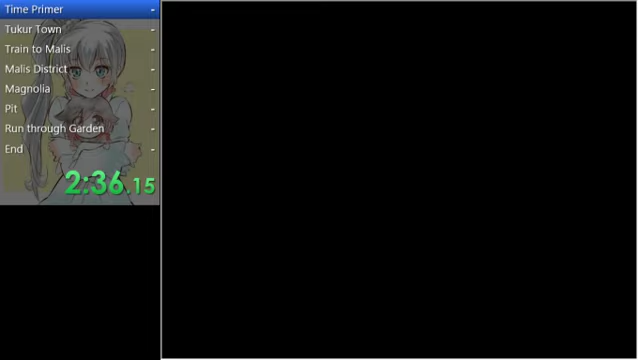 Time Primer -
Tukur Town -
Train to Malis -
Malis District -
Magnolia -
Pit -
Run through Garden -
End -
2:36.15